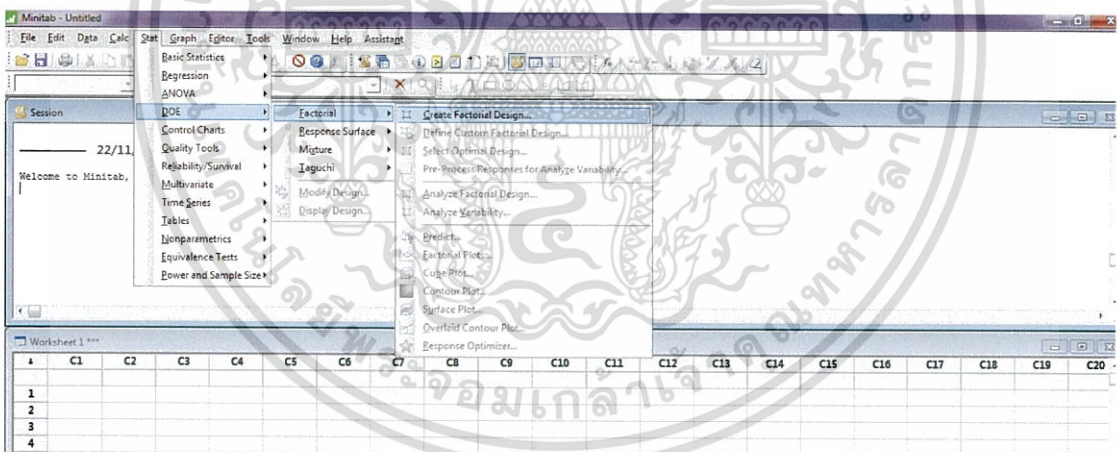 Minitab - Untitled
File Edit Data Calc Stat Graph Editor Tools Window Help Assistant
Basic Statistics
Regression
ANOVA
DOE
Control Charts
Quality Tools
Reliability/Survival
Multivariate
Time Series
Tables
Nonparametrics
Equivalence Tests
Power and Sample Size
Factorial
Response Surface
Mixture
Taguchi
Modify Design...
Display Design...
Create Factorial Design...
Define Custom Factorial Design...
Select Optimal Design...
Pre-Process Responses for Analyze Variability...
Analyze Factorial Design...
Analyze Variability...
Predict...
Factorial Plots...
Cube Plot...
Contour Plot...
Surface Plot...
Overlaid Contour Plot...
Response Optimizer...
Session
22/11/
Welcome to Minitab,
Worksheet 1 ***
C1 C2 C3 C4 C5 C6 C7 C8 C9 C10 C11 C12 C13 C14 C15 C16 C17 C18 C19 C20
1
2
3
4